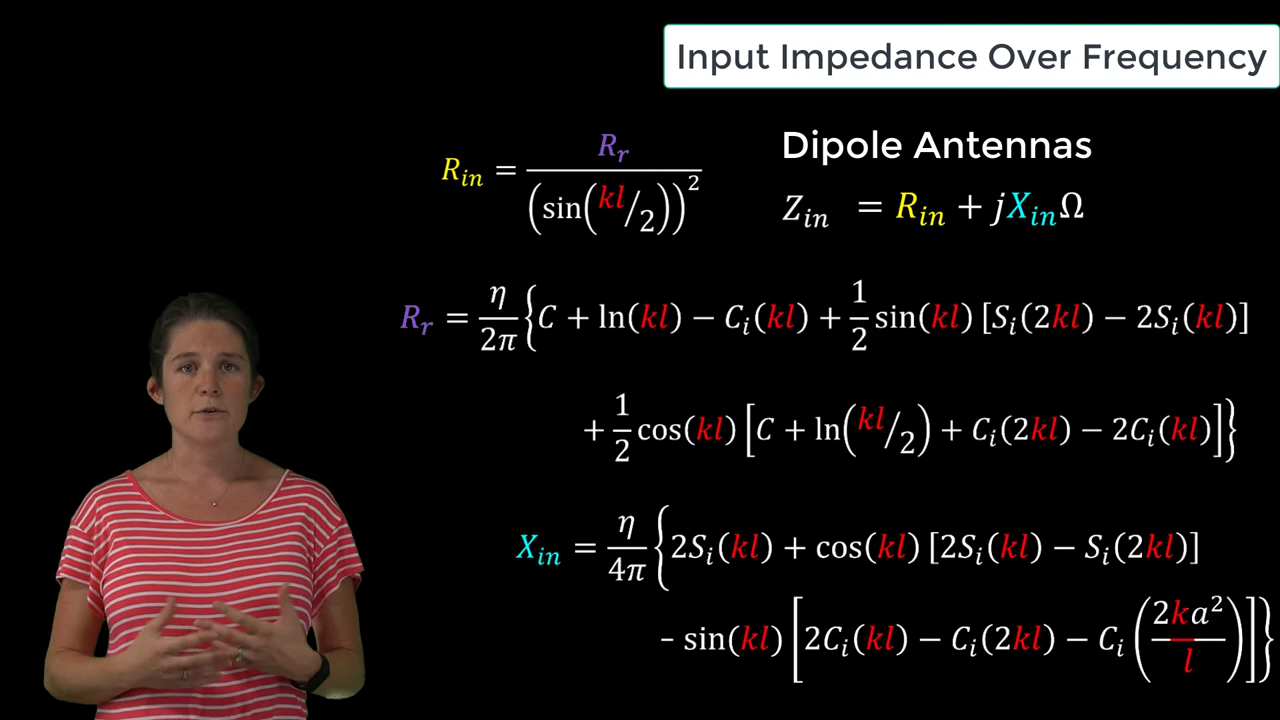 Input Impedance Over Frequency
Dipole Antennas
R_in = R_r / (sin(kl/2))^2
Z_in = R_in + jX_inΩ
R_r = η/2π {C + ln(kl) − C_i(kl) + 1/2 sin(kl) [S_i(2kl) − 2S_i(kl)]
+ 1/2 cos(kl) [C + ln(kl/2) + C_i(2kl) − 2C_i(kl)]}
X_in = η/4π {2S_i(kl) + cos(kl) [2S_i(kl) − S_i(2kl)]
- sin(kl) [2C_i(kl) − C_i(2kl) − C_i(2ka^2/l)]}